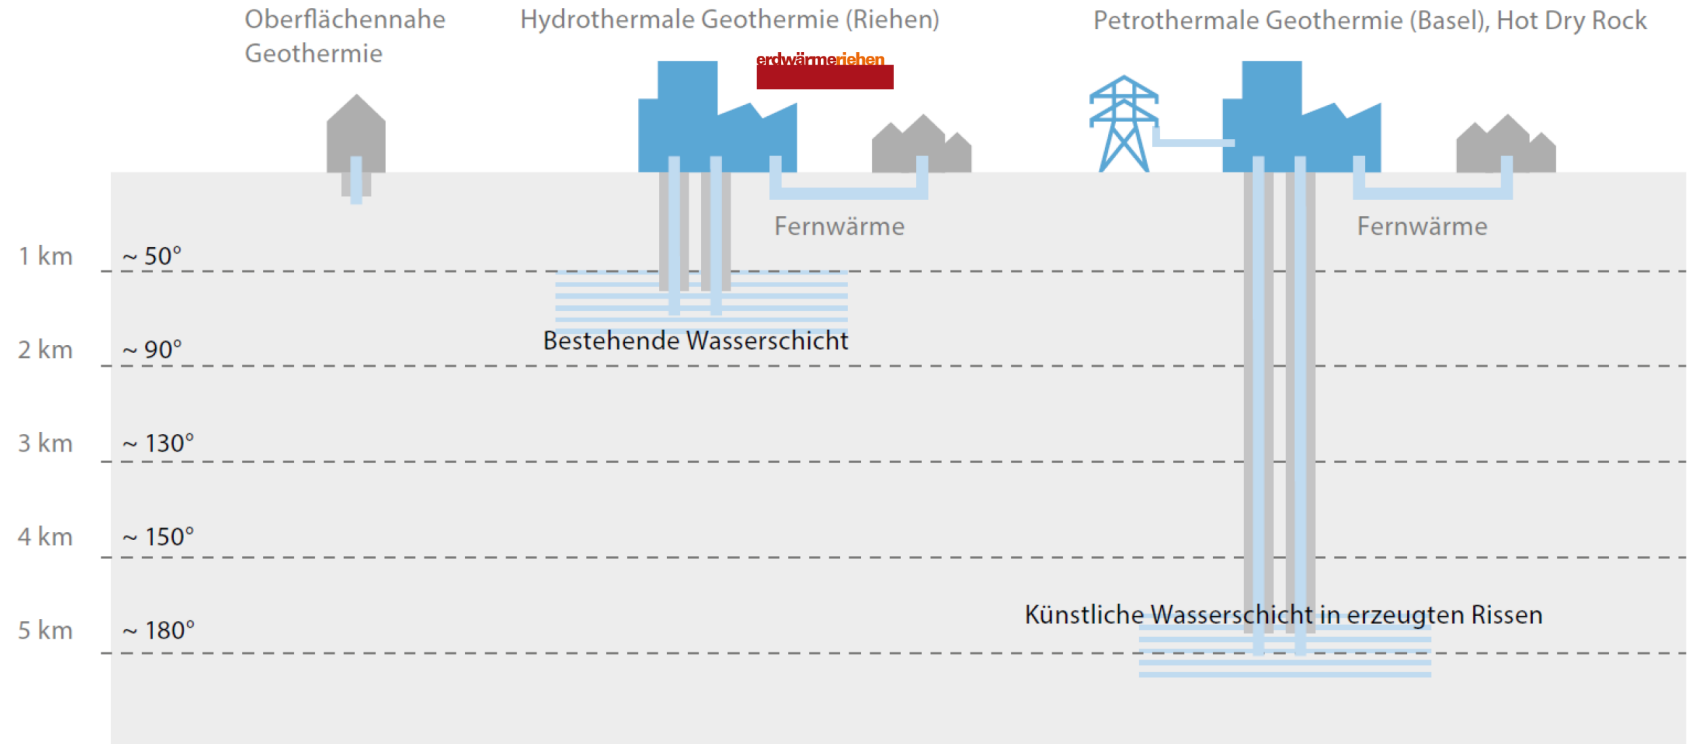 Oberflächennahe
Geothermie
Hydrothermale Geothermie (Riehen)
Petrothermale Geothermie (Basel), Hot Dry Rock
erdwärmeriehen
Fernwärme
Fernwärme
1 km
~ 50°
Bestehende Wasserschicht
2 km
~ 90°
3 km
~ 130°
4 km
~ 150°
Künstliche Wasserschicht in erzeugten Rissen
5 km
~ 180°